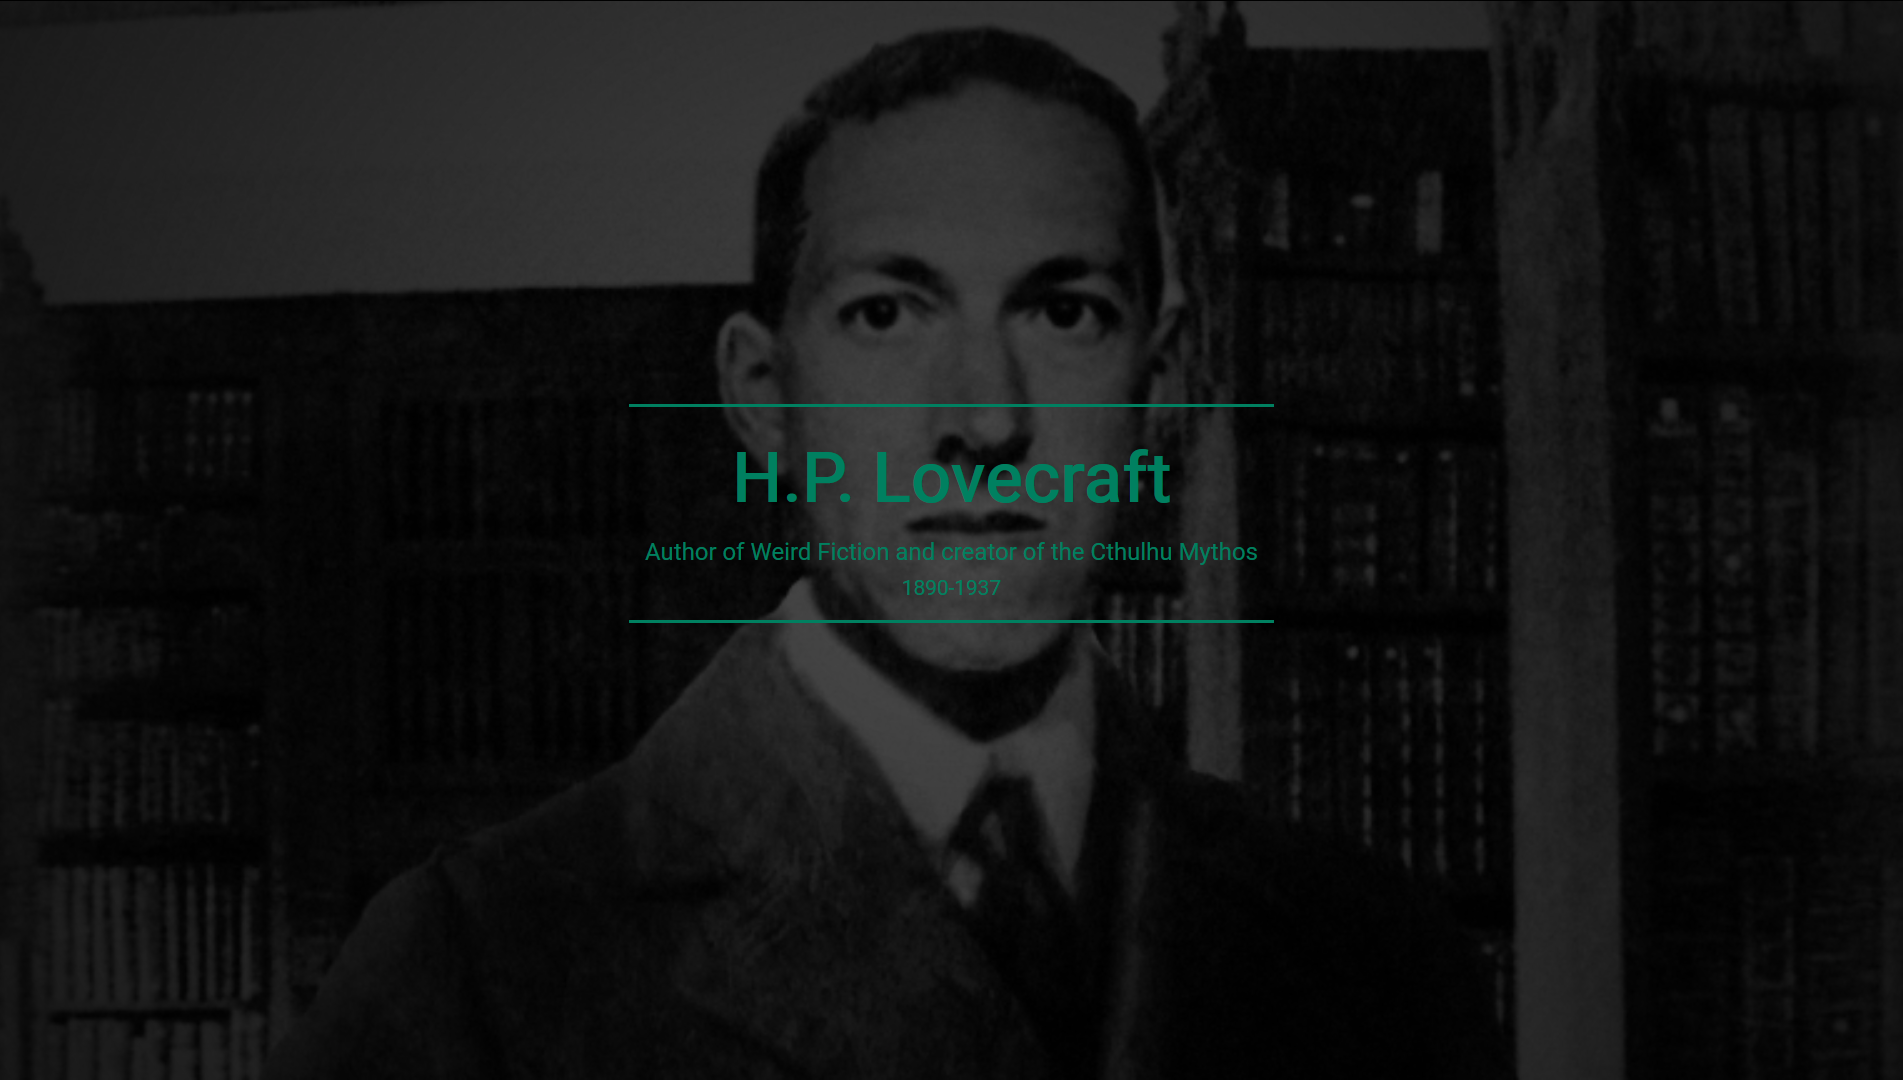 H.P. Lovecraft
Author of Weird Fiction and creator of the Cthulhu Mythos
1890-1937